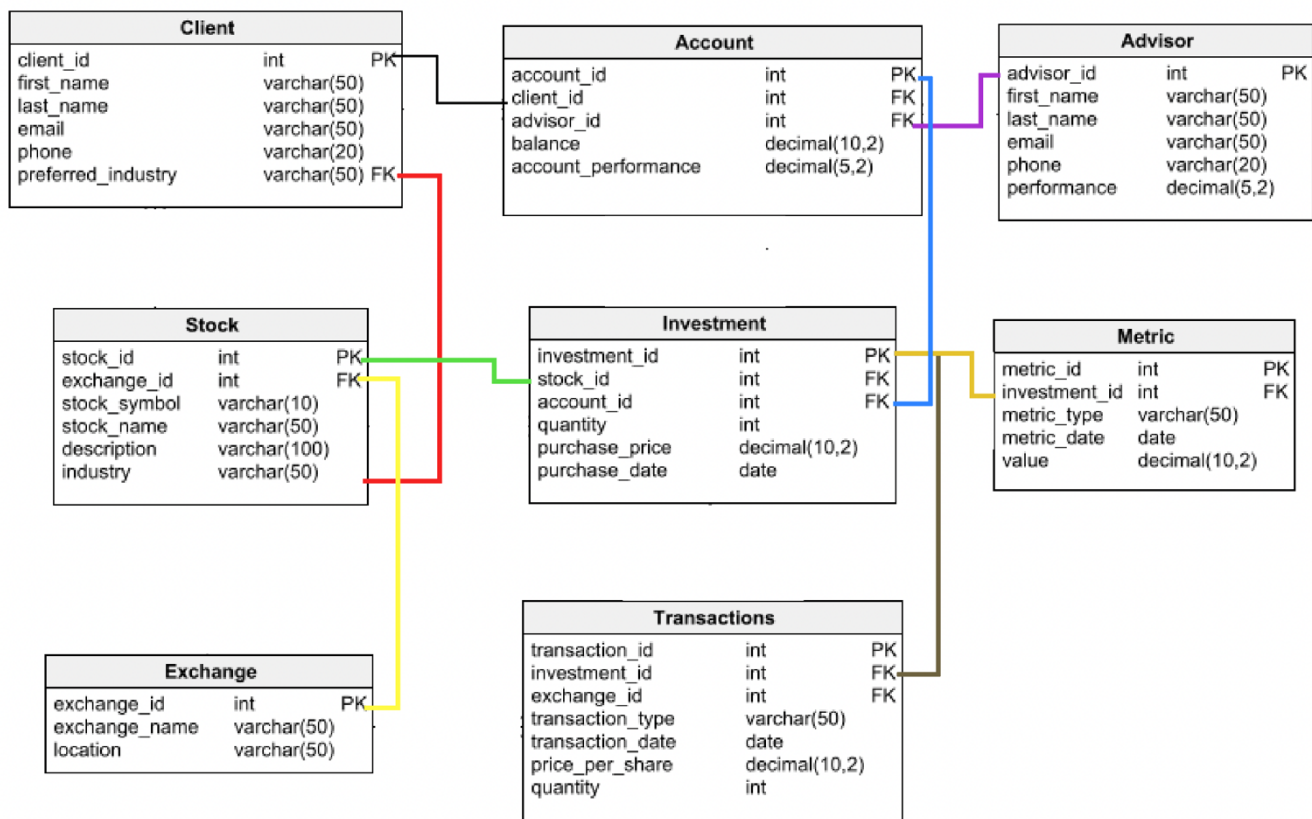 Client
client_id int PK
first_name varchar(50)
last_name varchar(50)
email varchar(50)
phone varchar(20)
preferred_industry varchar(50) FK
Account
account_id int PK
client_id int FK
advisor_id int FK
balance decimal(10,2)
account_performance decimal(5,2)
Advisor
advisor_id int PK
first_name varchar(50)
last_name varchar(50)
email varchar(50)
phone varchar(20)
performance decimal(5,2)
Stock
stock_id int PK
exchange_id int FK
stock_symbol varchar(10)
stock_name varchar(50)
description varchar(100)
industry varchar(50)
Investment
investment_id int PK
stock_id int FK
account_id int FK
quantity int
purchase_price decimal(10,2)
purchase_date date
Metric
metric_id int PK
investment_id int FK
metric_type varchar(50)
metric_date date
value decimal(10,2)
Exchange
exchange_id int PK
exchange_name varchar(50)
location varchar(50)
Transactions
transaction_id int PK
investment_id int FK
exchange_id int FK
transaction_type varchar(50)
transaction_date date
price_per_share decimal(10,2)
quantity int